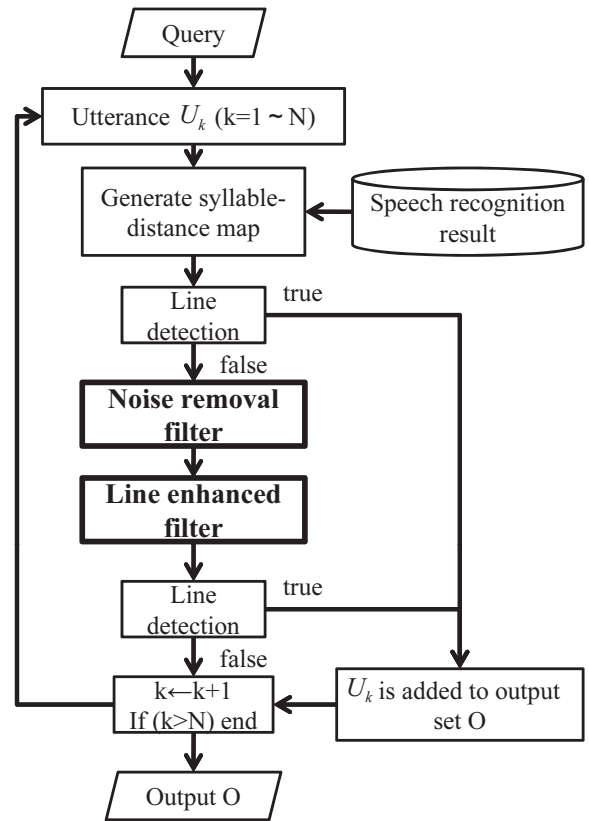 Query
Utterance U_k (k=1 ~ N)
Generate syllable-
distance map
Speech recognition
result
Line
detection
true
false
Noise removal
filter
Line enhanced
filter
Line
detection
true
false
k←k+1
If (k>N) end
U_k is added to output
set O
Output O